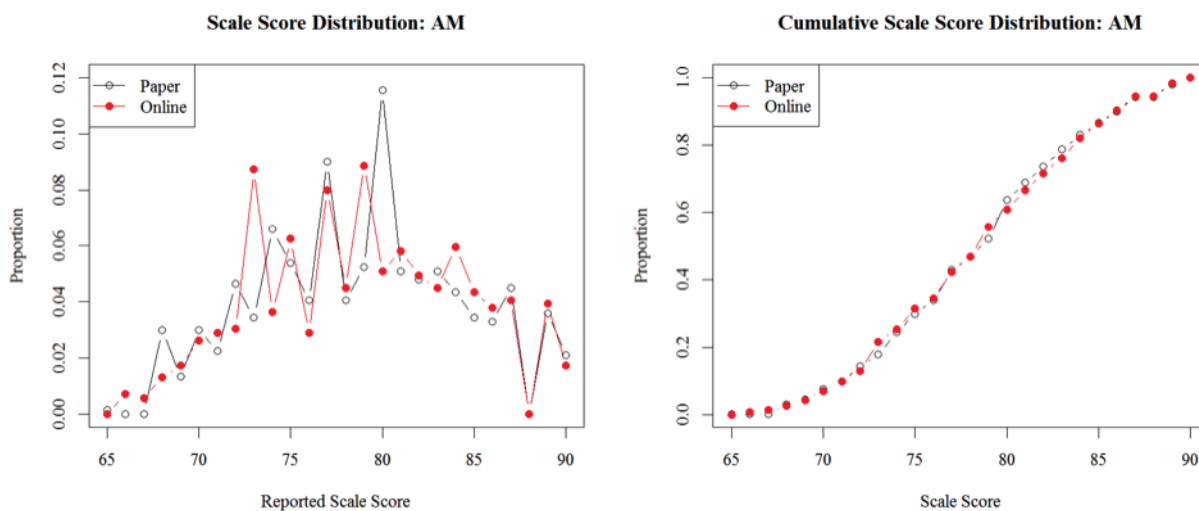 Scale Score Distribution: AM
Paper
Online
0.12
0.10
0.08
0.06
0.04
0.02
0.00
Proportion
65 70 75 80 85 90
Reported Scale Score
Cumulative Scale Score Distribution: AM
Paper
Online
1.0
0.8
0.6
0.4
0.2
0.0
Proportion
65 70 75 80 85 90
Scale Score